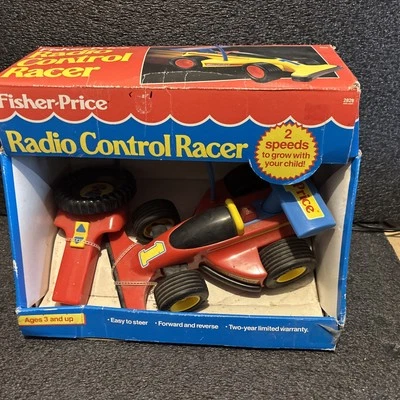 Radio
Control
Racer
Fisher-Price
Radio Control Racer
2
speeds
to grow with
your child!
Price
1
Ages 3 and up
• Easy to steer • Forward and reverse • Two-year limited warranty.